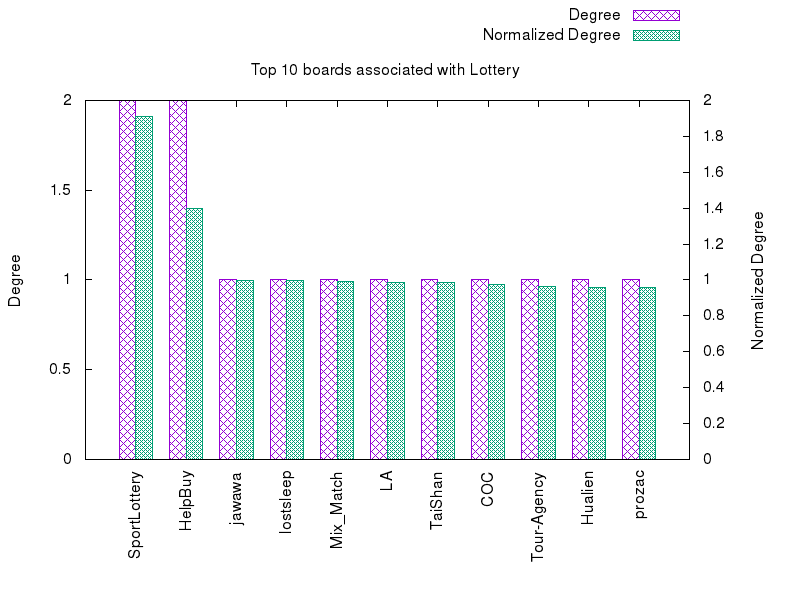 Degree
Normalized Degree
Top 10 boards associated with Lottery
2
1.5
1
0.5
0
2
1.8
1.6
1.4
1.2
1
0.8
0.6
0.4
0.2
0
Degree
Normalized Degree
SportLottery
HelpBuy
jawawa
lostsleep
Mix_Match
LA
TaiShan
COC
Tour-Agency
Hualien
prozac